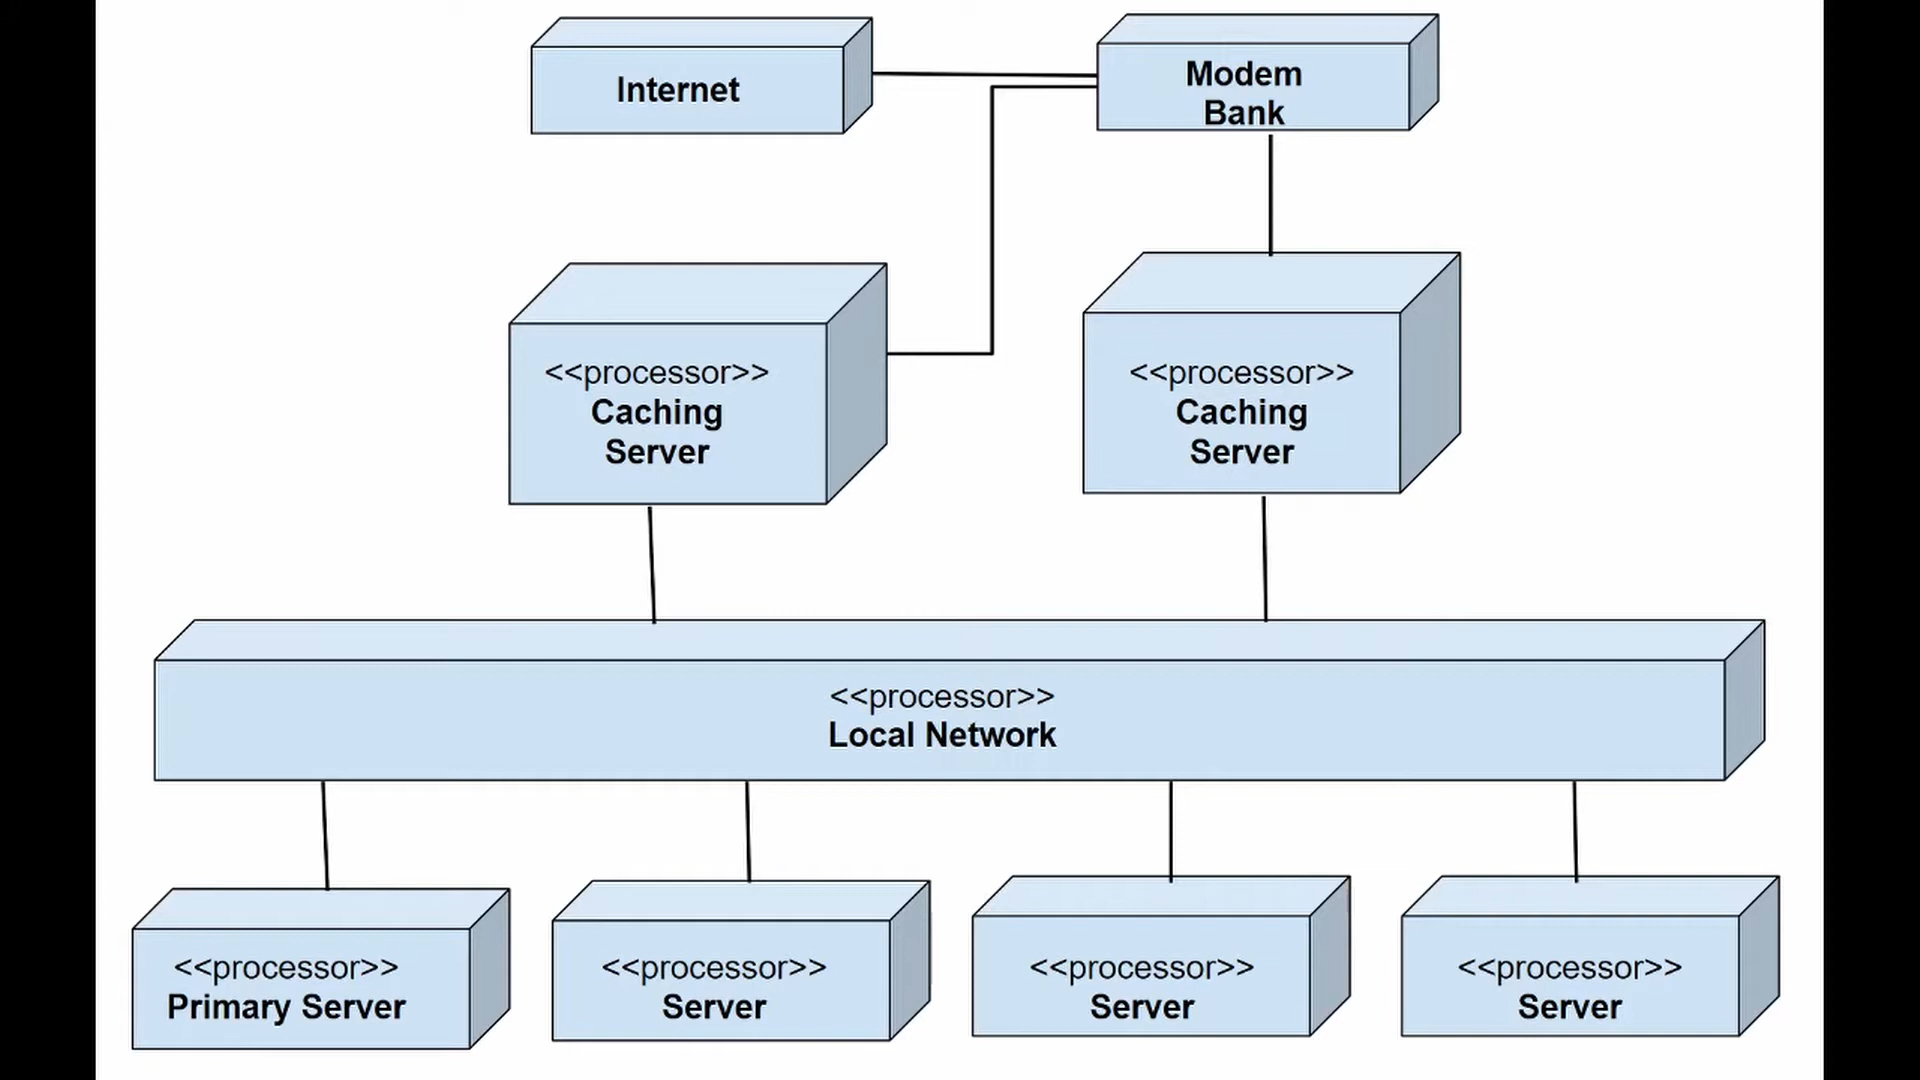 Internet
Modem
Bank
<<processor>>
Caching
Server
<<processor>>
Caching
Server
<<processor>>
Local Network
<<processor>>
Primary Server
<<processor>>
Server
<<processor>>
Server
<<processor>>
Server